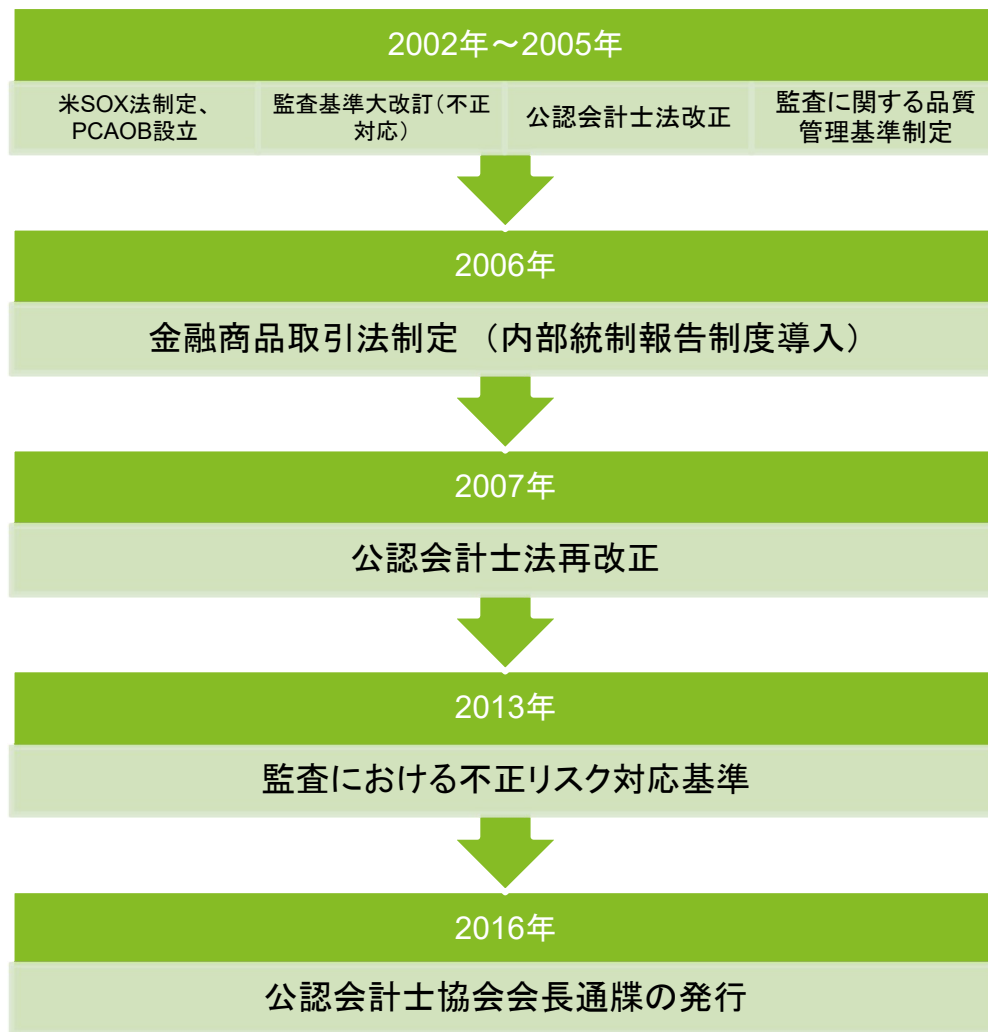 2002年～2005年
米SOX法制定、
PCAOB設立
監査基準大改訂（不正
対応）
公認会計士法改正
監査に関する品質
管理基準制定
2006年
金融商品取引法制定 （内部統制報告制度導入）
2007年
公認会計士法再改正
2013年
監査における不正リスク対応基準
2016年
公認会計士協会会長通牒の発行